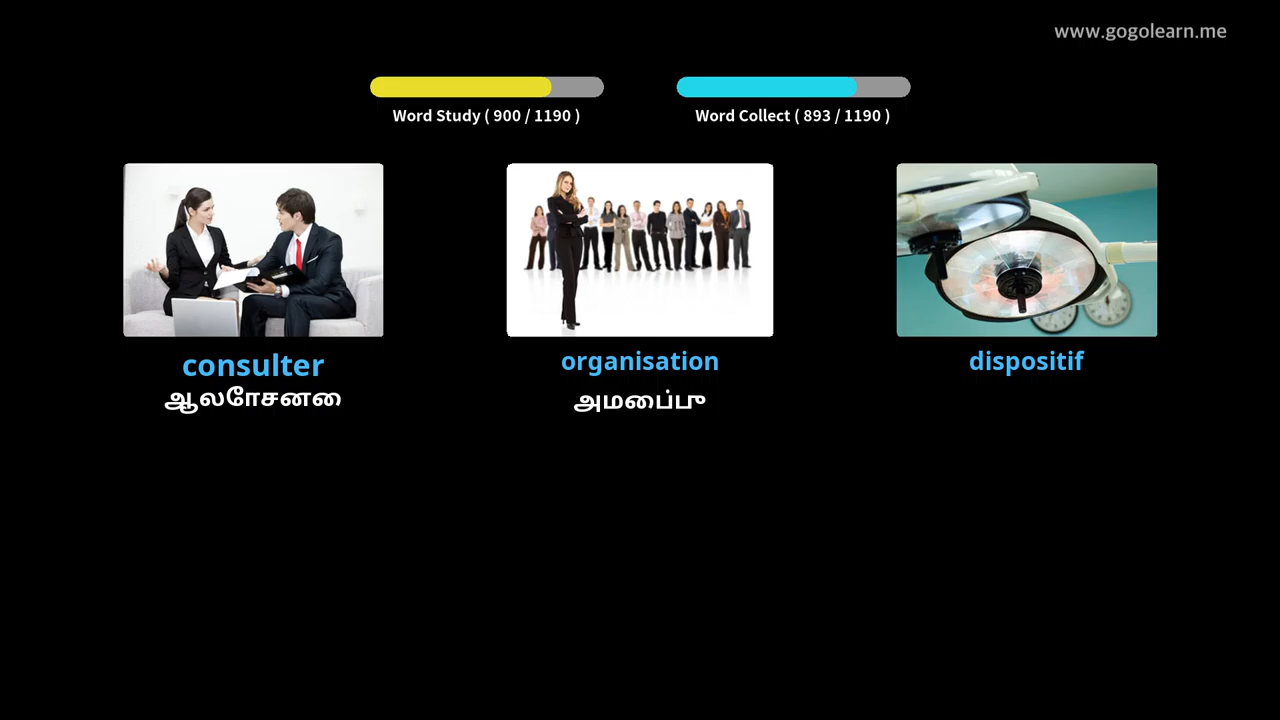 www.gogolearn.me
Word Study ( 900 / 1190 )
Word Collect ( 893 / 1190 )
consulter
organisation
dispositif
ஆலோசனை
அமைப்பு